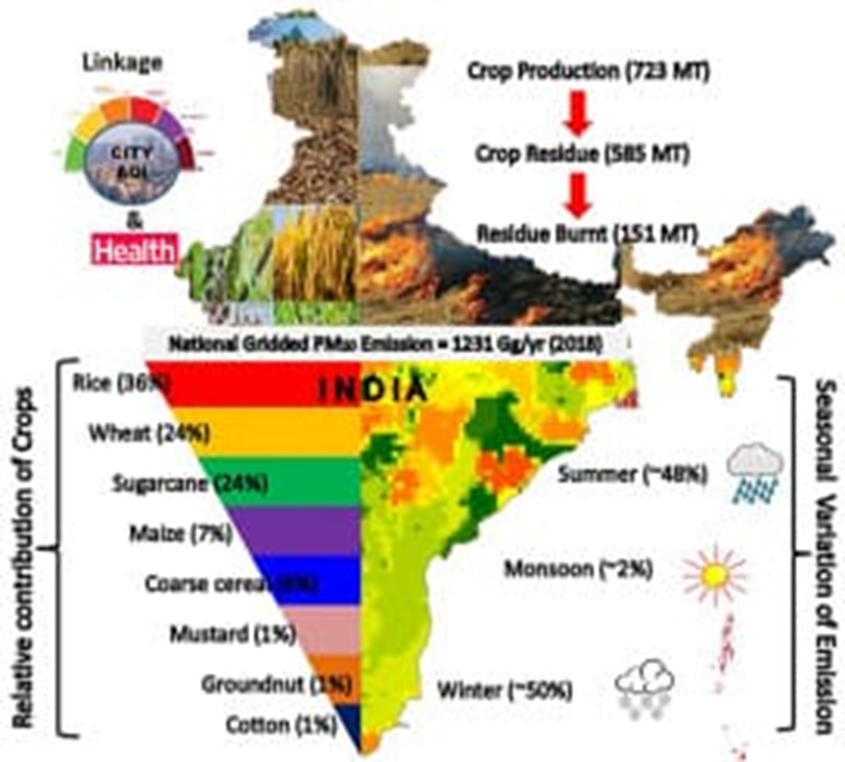 Linkage
CITY
AQI
&
Health
Crop Production (723 MT)
Crop Residue (585 MT)
Residue Burnt (151 MT)
National Gridded PM₁₀ Emission = 1231 Gg/yr (2018)
INDIA
Relative contribution of Crops
Rice (36%)
Wheat (24%)
Sugarcane (24%)
Maize (7%)
Coarse cereal
Mustard (1%)
Groundnut (1%)
Cotton (1%)
Summer (~48%)
Monsoon (~2%)
Winter (~50%)
Seasonal Variation of Emission